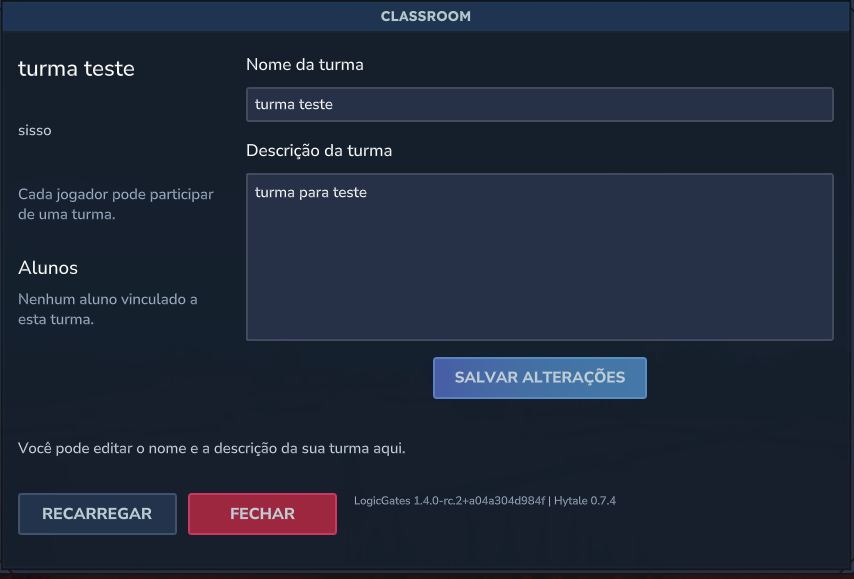 CLASSROOM
turma teste
sisso
Cada jogador pode participar
de uma turma.
Alunos
Nenhum aluno vinculado a
esta turma.
Nome da turma
turma teste
Descrição da turma
turma para teste
SALVAR ALTERAÇÕES
Você pode editar o nome e a descrição da sua turma aqui.
RECARREGAR
FECHAR
LogicGates 1.4.0-rc.2+a04a304d984f | Hytale 0.7.4